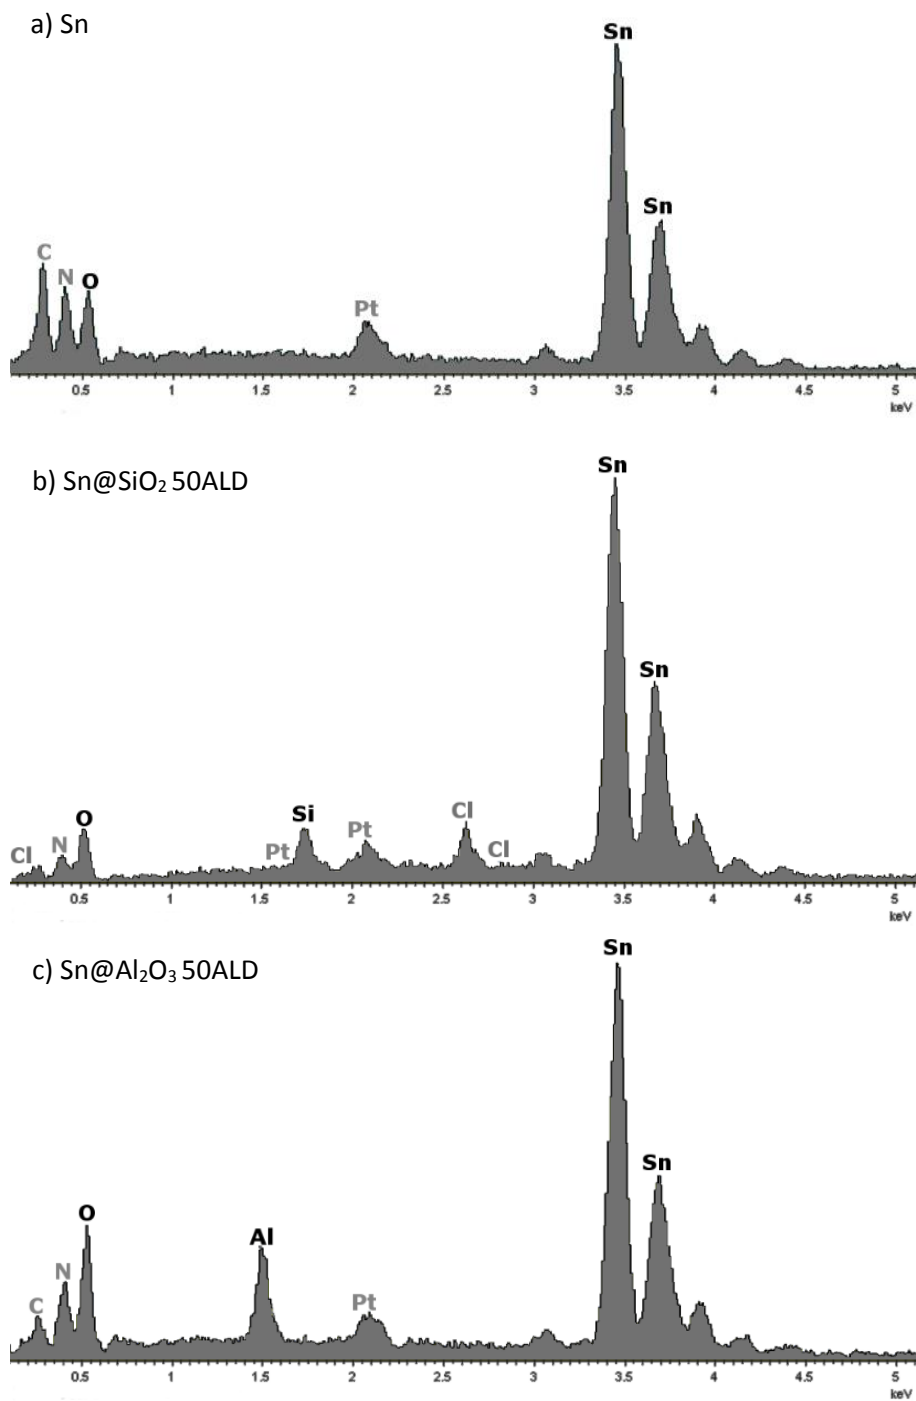 a) Sn
Sn
Sn
C
N
O
Pt
0.5 1 1.5 2 2.5 3 3.5 4 4.5 5
keV
b) Sn@SiO₂ 50ALD
Sn
Sn
Cl N O Pt Si Pt Cl Cl
0.5 1 1.5 2 2.5 3 3.5 4 4.5 5
keV
c) Sn@Al₂O₃ 50ALD
Sn
Sn
O
Al
N
C
Pt
0.5 1 1.5 2 2.5 3 3.5 4 4.5 5
keV